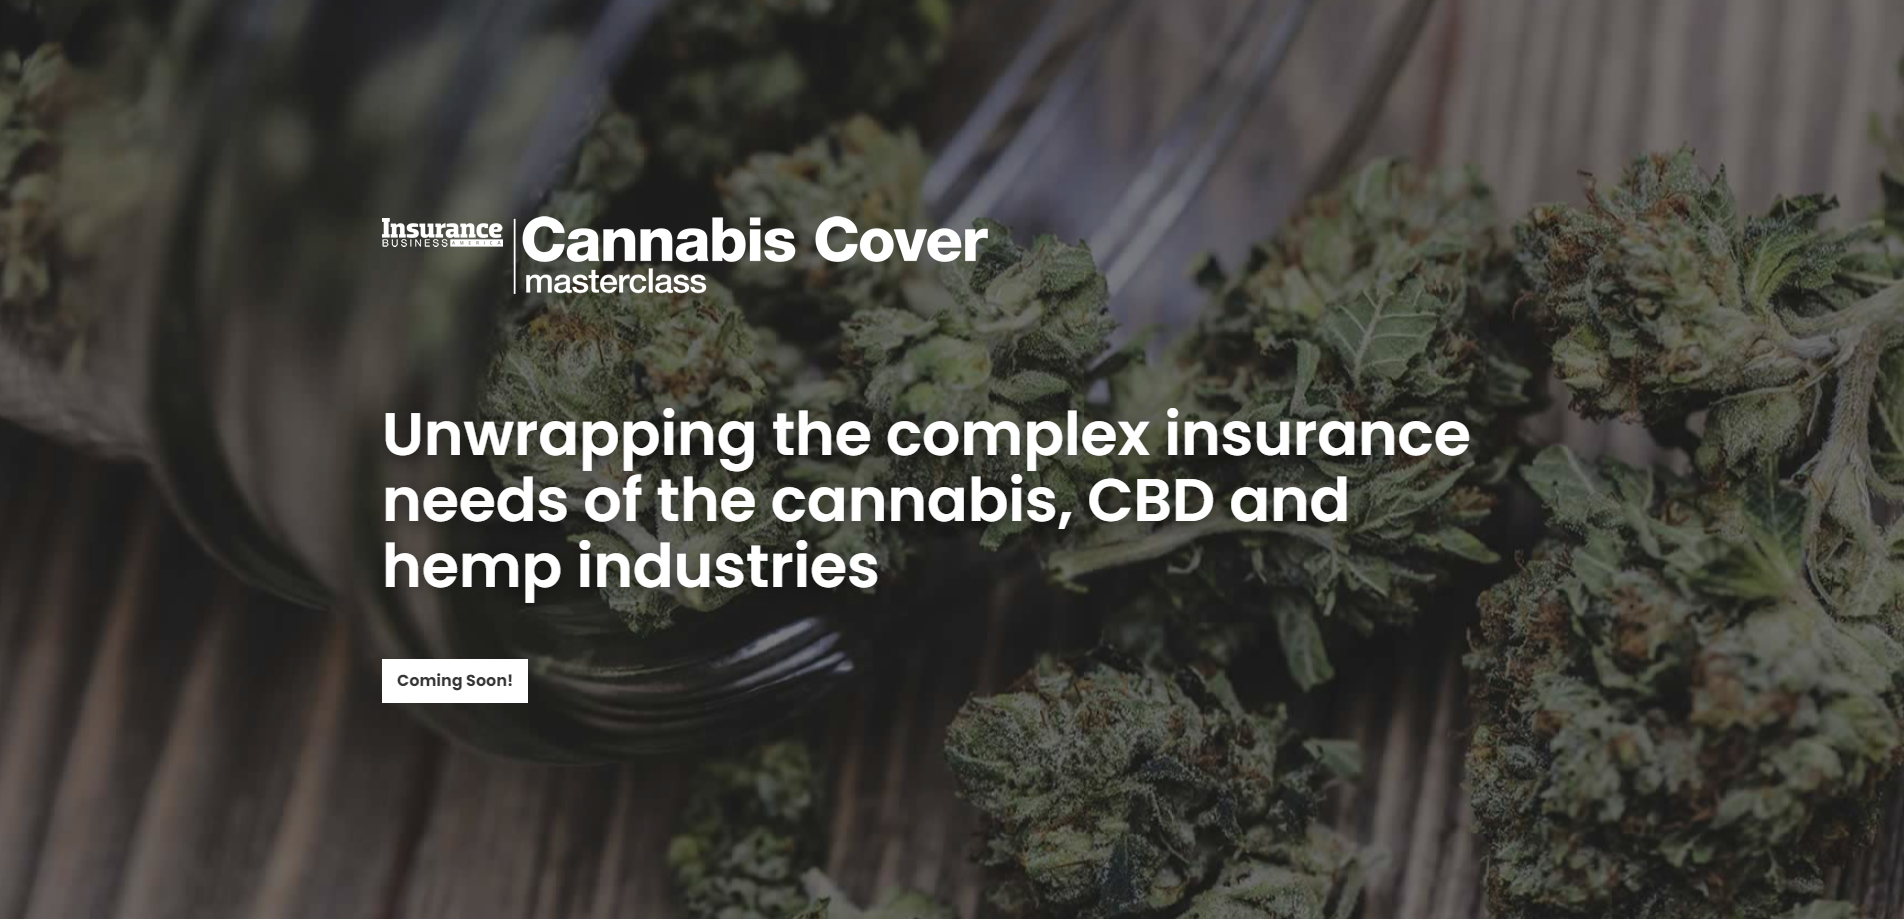 Insurance
BUSINESS AMERICA
Cannabis Cover
masterclass
Unwrapping the complex insurance
needs of the cannabis, CBD and
hemp industries
Coming Soon!